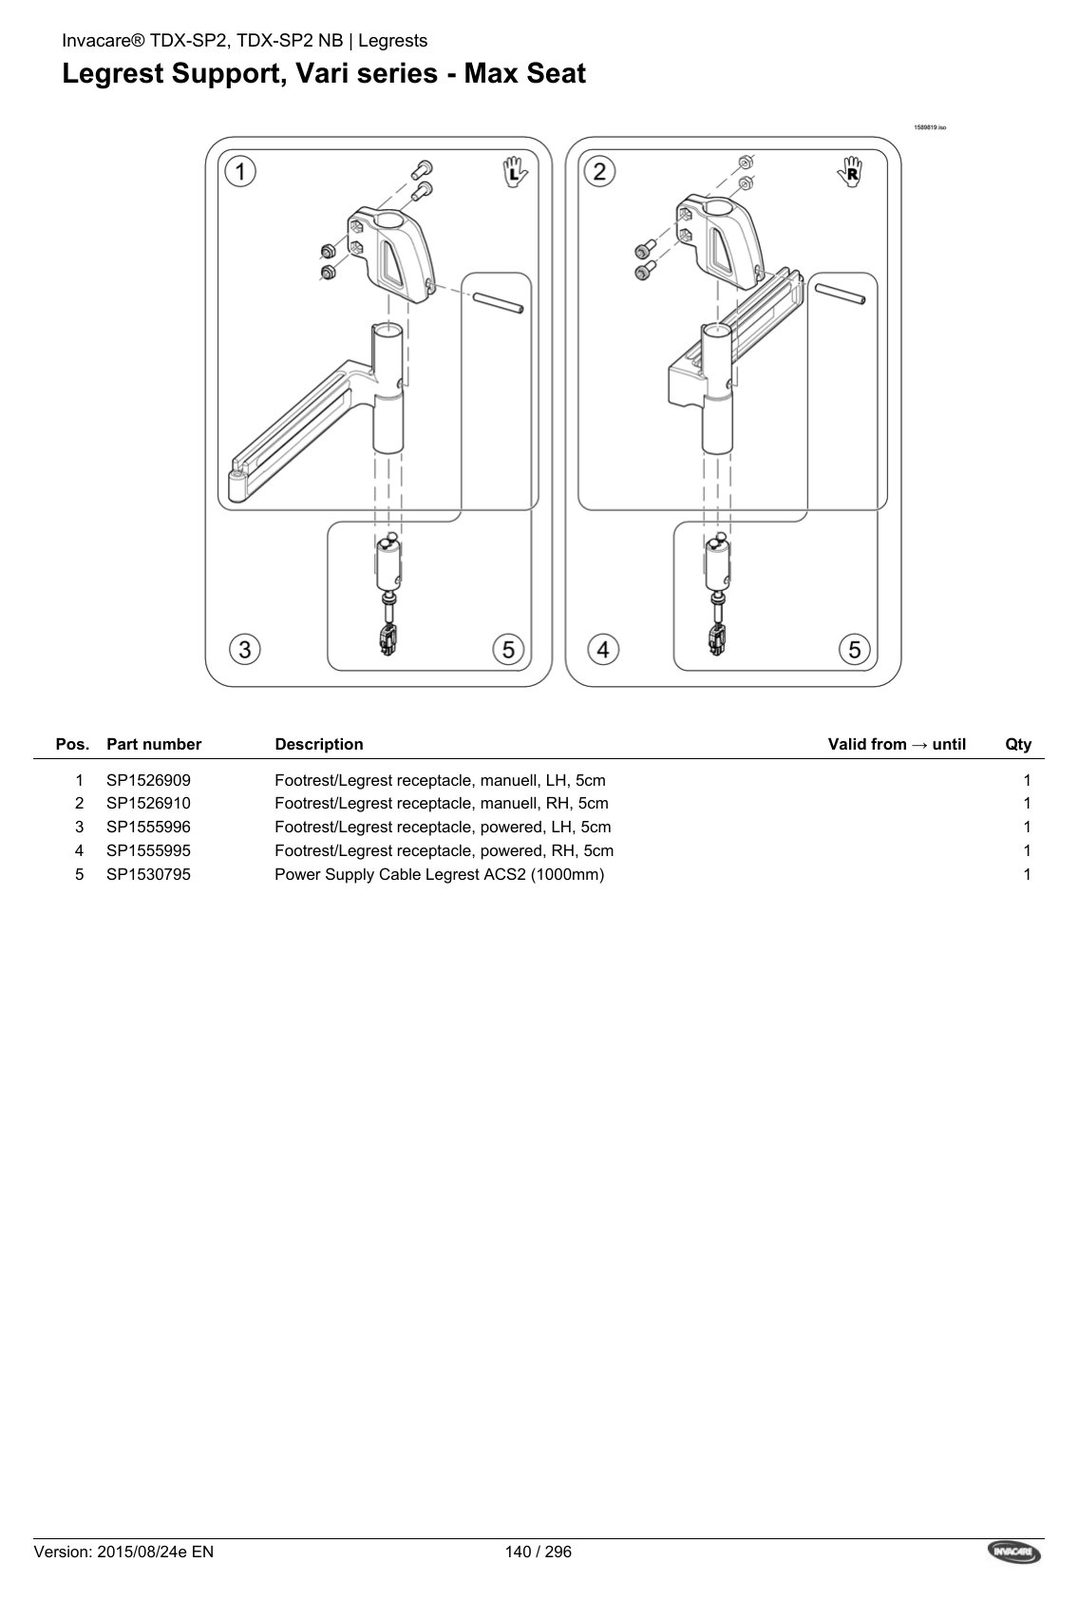 Invacare® TDX-SP2, TDX-SP2 NB | Legrests
Legrest Support, Vari series - Max Seat
1589819.iso
1
L
2
R
3
5
4
5
Pos. Part number Description Valid from → until Qty
1 SP1526909 Footrest/Legrest receptacle, manuell, LH, 5cm 1
2 SP1526910 Footrest/Legrest receptacle, manuell, RH, 5cm 1
3 SP1555996 Footrest/Legrest receptacle, powered, LH, 5cm 1
4 SP1555995 Footrest/Legrest receptacle, powered, RH, 5cm 1
5 SP1530795 Power Supply Cable Legrest ACS2 (1000mm) 1
Version: 2015/08/24e EN 140 / 296 INVACARE